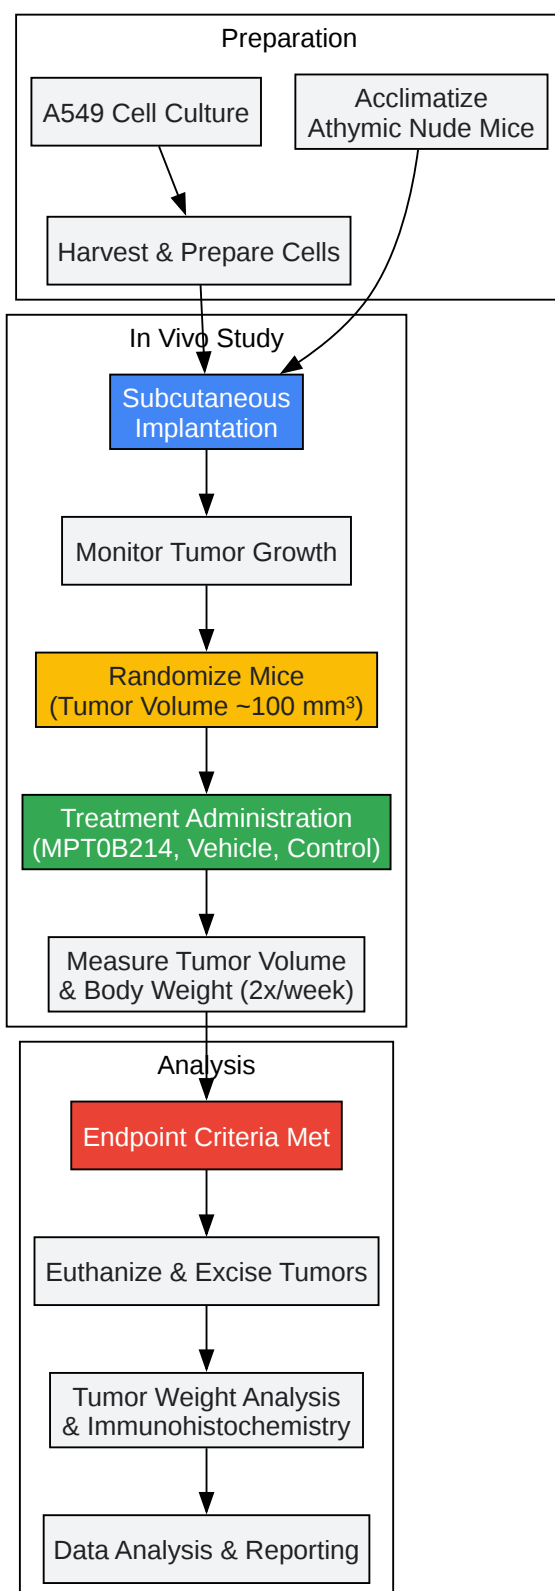 Preparation
A549 Cell Culture
Acclimatize
Athymic Nude Mice
Harvest & Prepare Cells
In Vivo Study
Subcutaneous
Implantation
Monitor Tumor Growth
Randomize Mice
(Tumor Volume ~100 mm³)
Treatment Administration
(MPT0B214, Vehicle, Control)
Measure Tumor Volume
& Body Weight (2x/week)
Analysis
Endpoint Criteria Met
Euthanize & Excise Tumors
Tumor Weight Analysis
& Immunohistochemistry
Data Analysis & Reporting